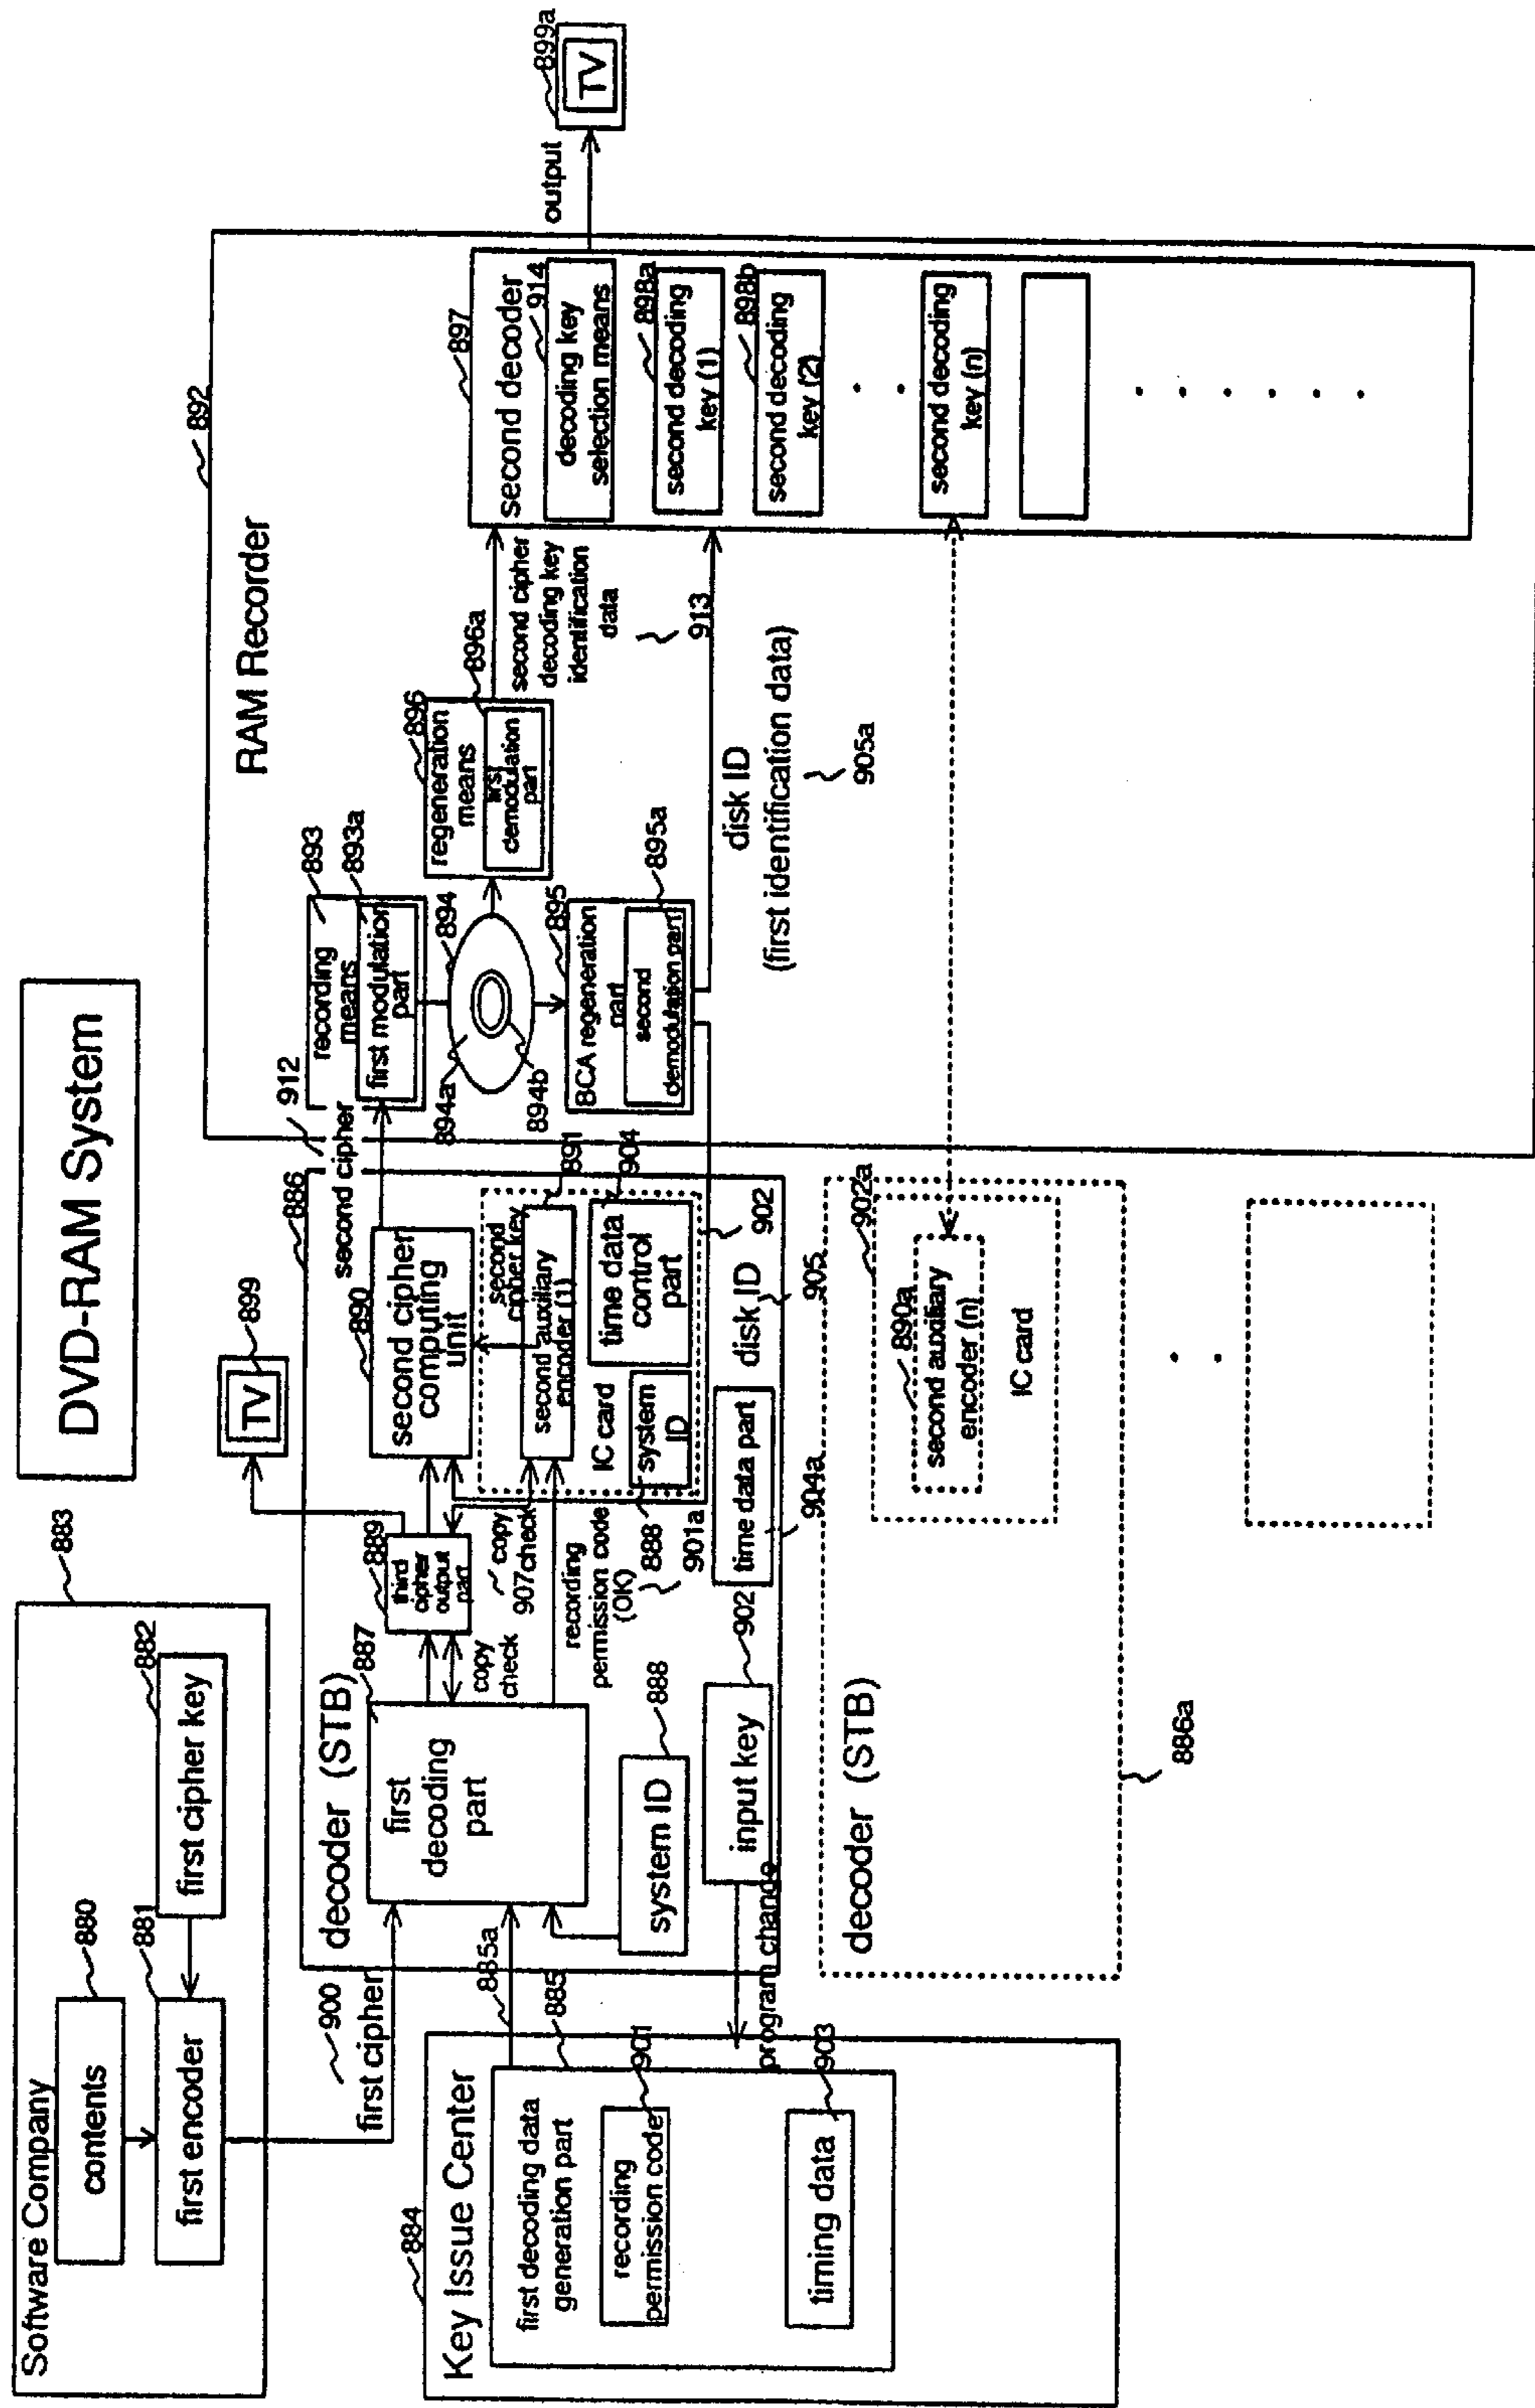 DVD-RAM System
Software Company
883
contents
880
first encoder
881
first cipher key
882
900
first cipher
884
Key Issue Center
first decoding data
generation part
885
885a
recording
permission code
901
timing data
903
program change
886
decoder (STB)
first
decoding
part
887
system ID
888
input key
902
copy
check
third
cipher
output
part
889
copy
907 check
recording
permission code
(OK)
901a
TV
899
second cipher
computing
unit
890
second
cipher key
second auxiliary
encoder (1)
891
IC card
system
ID
888
time data
control
part
904
902
time data part
904a
disk ID
905
second cipher
912
decoder (STB)
886a
902a
890a
second auxiliary
encoder (n)
IC card
892
RAM Recorder
recording
means
893
first modulation
part
893a
894
894a
894b
BCA regeneration
part
895
second
demodulation part
895a
regeneration
means
896
first
demodulation
part
896a
second cipher
decoding key
identification
data
913
disk ID
(first identification data)
905a
897
second decoder
914
decoding key
selection means
898a
second decoding
key (1)
898b
second decoding
key (2)
second decoding
key (n)
output
TV
899a